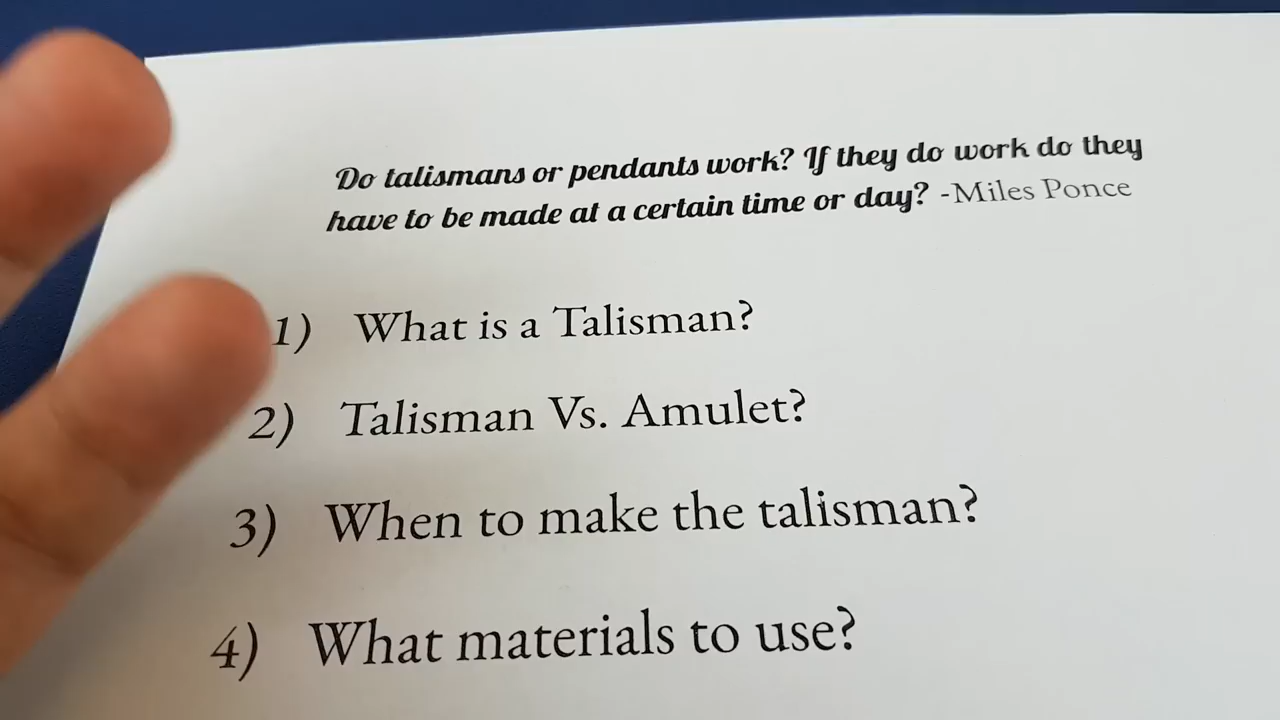 Do talismans or pendants work? If they do work do they
have to be made at a certain time or day? -Miles Ponce
1) What is a Talisman?
2) Talisman Vs. Amulet?
3) When to make the talisman?
4) What materials to use?